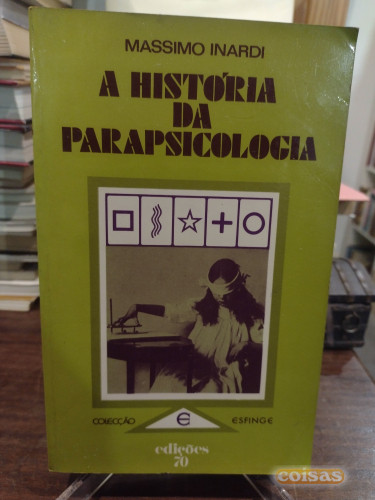 MASSIMO INARDI
A HISTÓRIA
DA
PARAPSICOLOGIA
COLECÇÃO e ESFINGE
edições
70
coisas